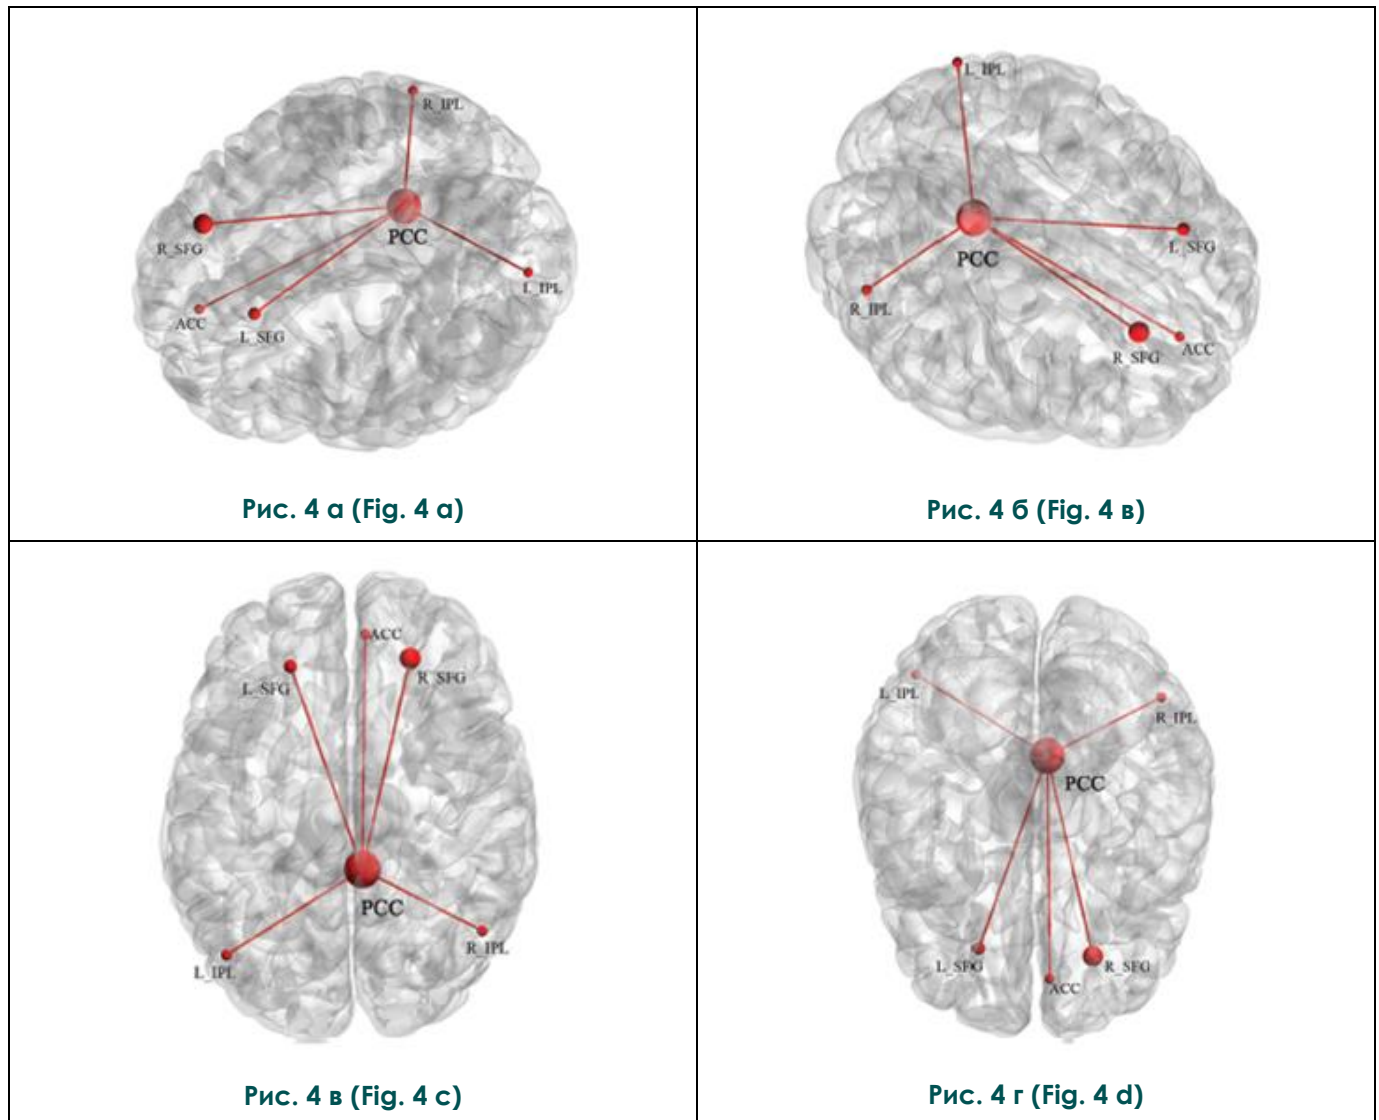 R_IPL
R_SFG
PCC
L_IPL
ACC
L_SFG
Рис. 4 а (Fig. 4 a)
L_IPL
L_SFG
PCC
R_IPL
R_SFG
ACC
Рис. 4 б (Fig. 4 в)
ACC
R_SFG
L_SFG
PCC
R_IPL
L_IPL
Рис. 4 в (Fig. 4 c)
L_IPL
R_IPL
PCC
L_SFG
R_SFG
ACC
Рис. 4 г (Fig. 4 d)